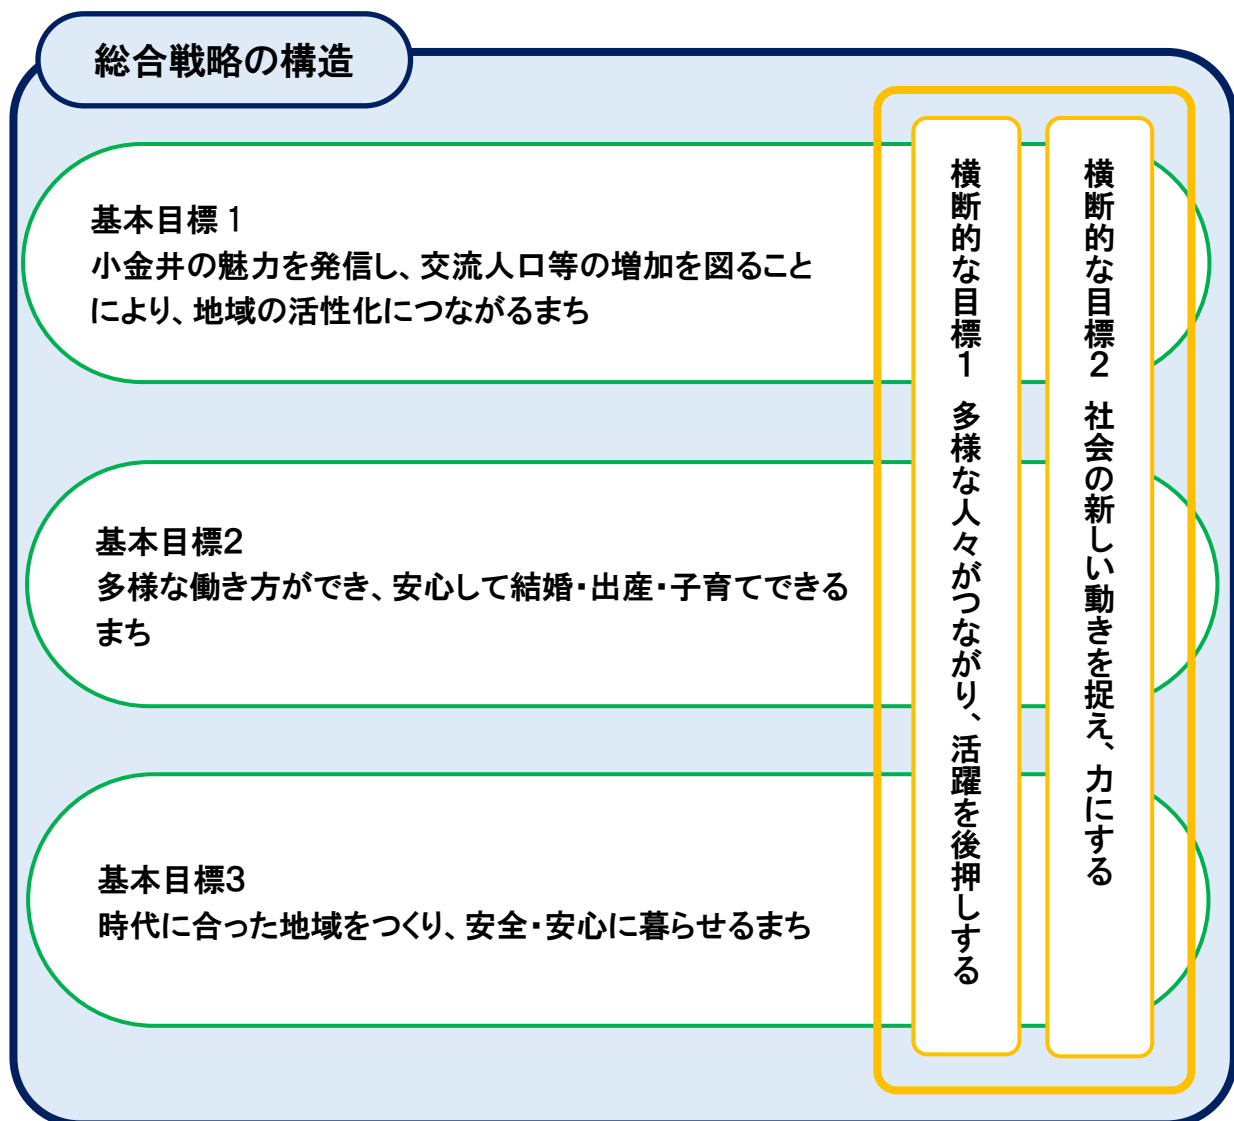 総合戦略の構造
基本目標1
小金井の魅力を発信し、交流人口等の増加を図ること
により、地域の活性化につながるまち
基本目標2
多様な働き方ができ、安心して結婚・出産・子育てできる
まち
基本目標3
時代に合った地域をつくり、安全・安心に暮らせるまち
横断的な目標1 多様な人々がつながり、活躍を後押しする
横断的な目標2 社会の新しい動きを捉え、力にする